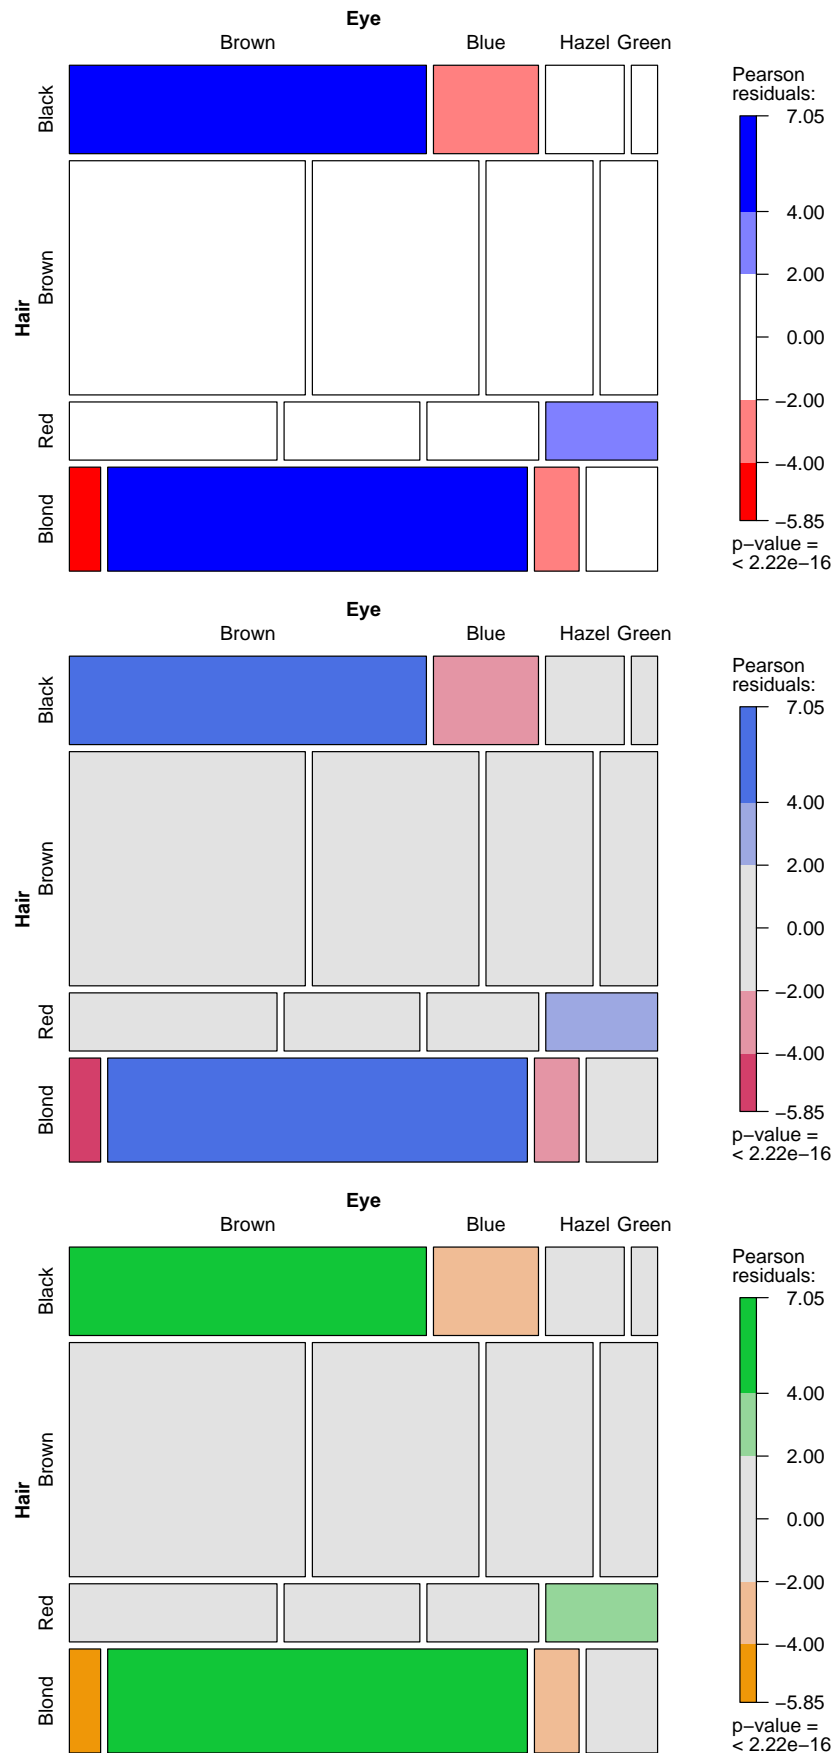 Eye
Brown Blue Hazel Green
Hair
Black
Brown
Red
Blond
Pearson
residuals:
7.05
4.00
2.00
0.00
−2.00
−4.00
−5.85
p−value =
< 2.22e−16
Eye
Brown Blue Hazel Green
Hair
Black
Brown
Red
Blond
Pearson
residuals:
7.05
4.00
2.00
0.00
−2.00
−4.00
−5.85
p−value =
< 2.22e−16
Eye
Brown Blue Hazel Green
Hair
Black
Brown
Red
Blond
Pearson
residuals:
7.05
4.00
2.00
0.00
−2.00
−4.00
−5.85
p−value =
< 2.22e−16